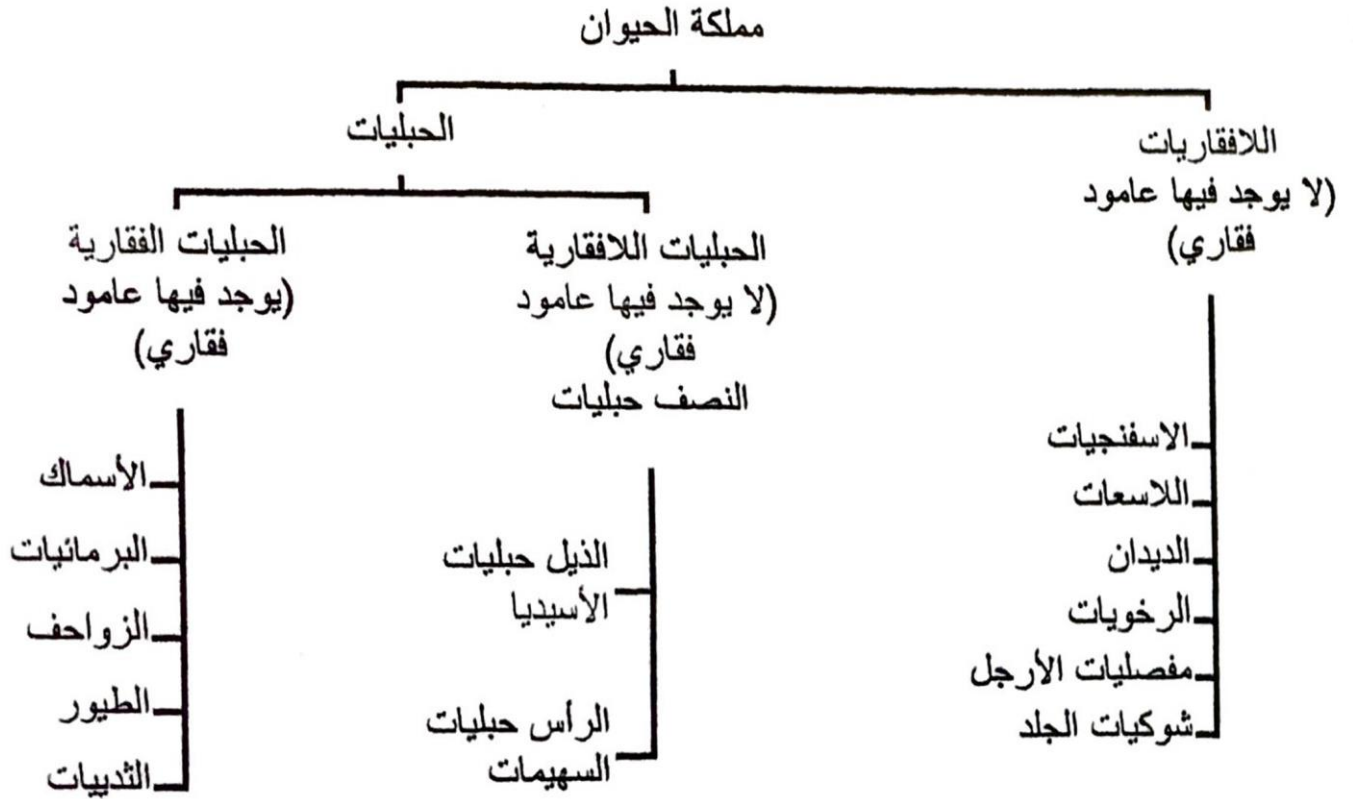 مملكة الحيوان
اللافقاريات
(لا يوجد فيها عامود
فقاري)
الاسفنجيات
اللاسعات
الديدان
الرخويات
مفصليات الأرجل
شوكيات الجلد
الحبليات
الحبليات اللافقارية
(لا يوجد فيها عامود
فقاري)
النصف حبليات
الذيل حبليات
الأسيديا
الرأس حبليات
السهيمات
الحبليات الفقارية
(يوجد فيها عامود
فقاري)
الأسماك
البرمائيات
الزواحف
الطيور
الثدييات